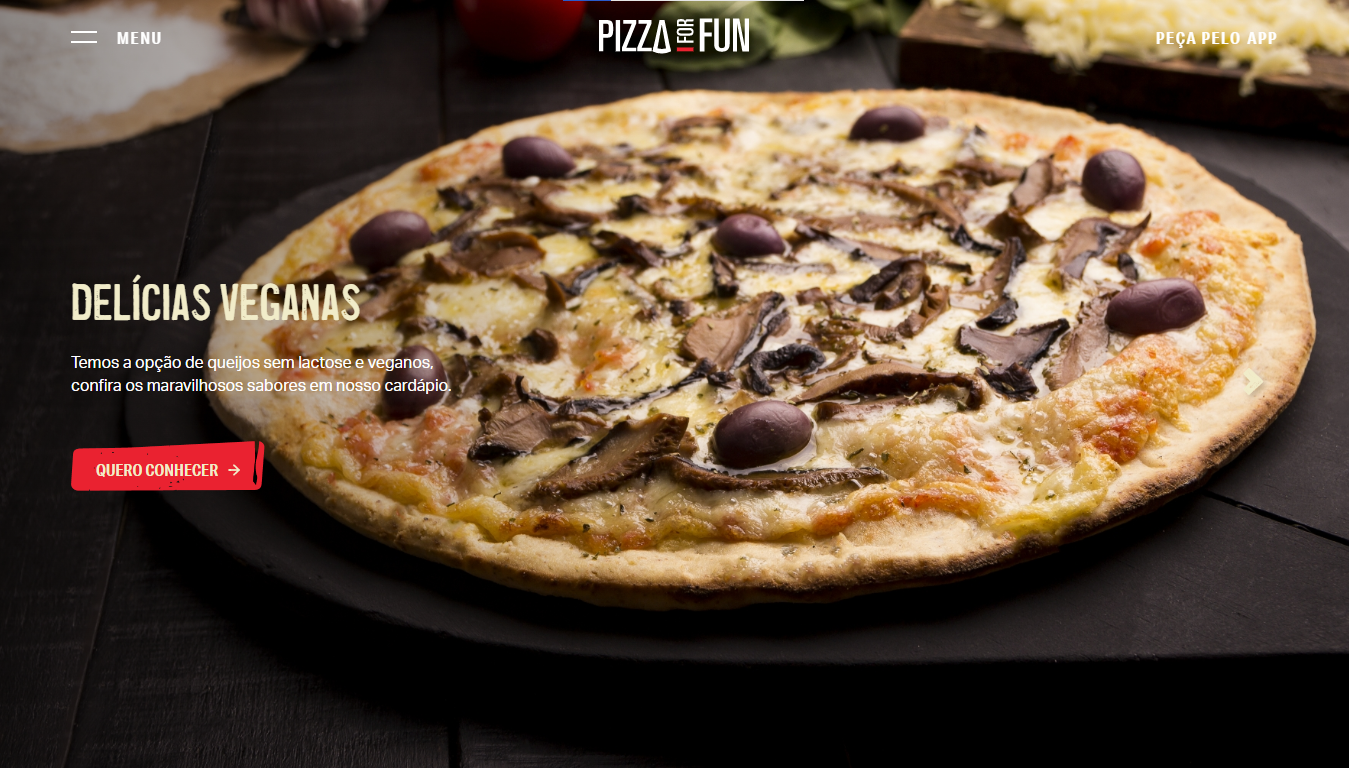 MENU
PIZZA FOR FUN
PEÇA PELO APP
DELÍCIAS VEGANAS
Temos a opção de queijos sem lactose e veganos,
confira os maravilhosos sabores em nosso cardápio.
QUERO CONHECER